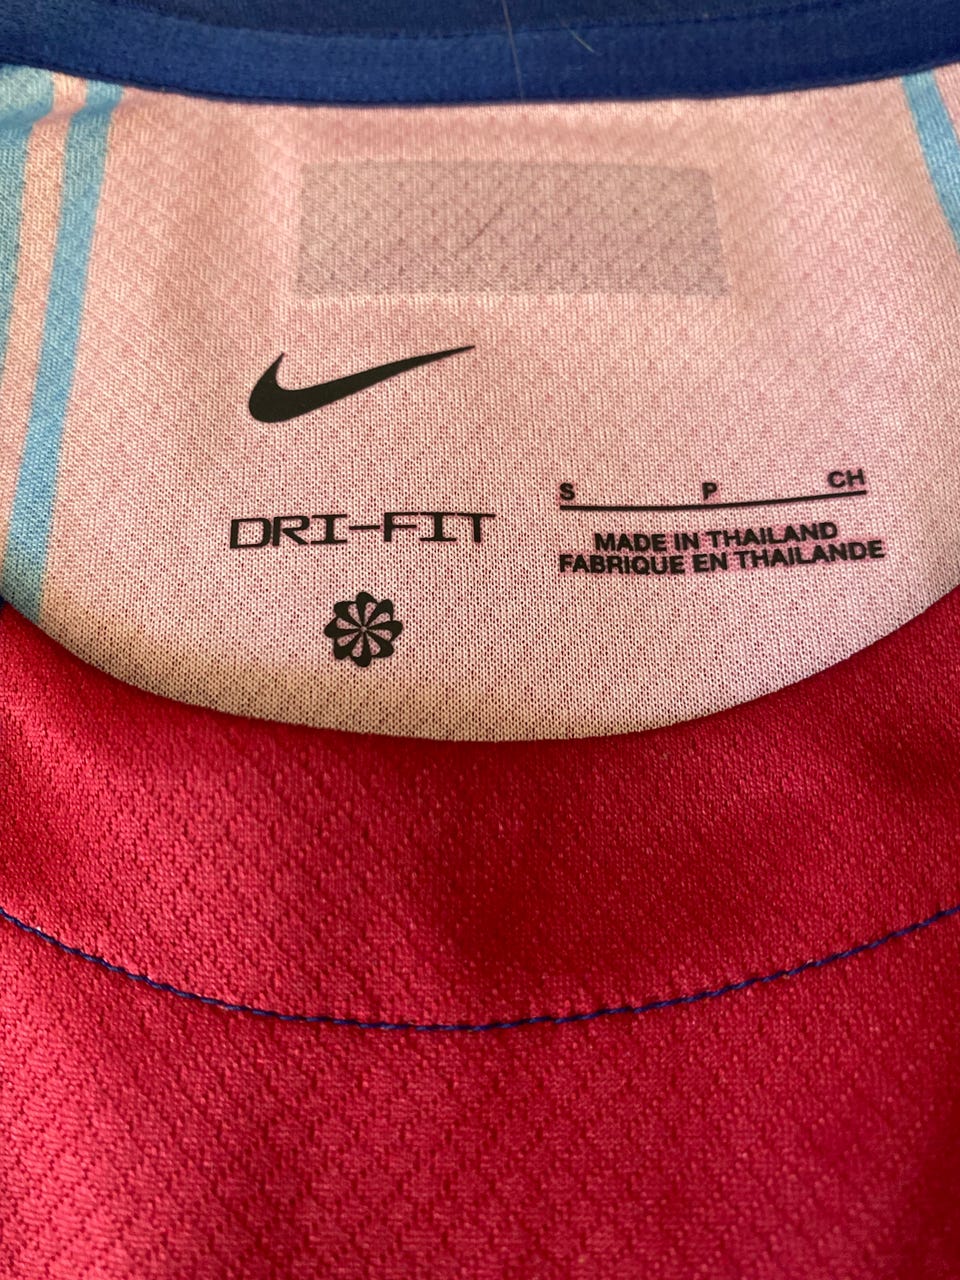 DRI-FIT
S P CH
MADE IN THAILAND
FABRIQUE EN THAILANDE